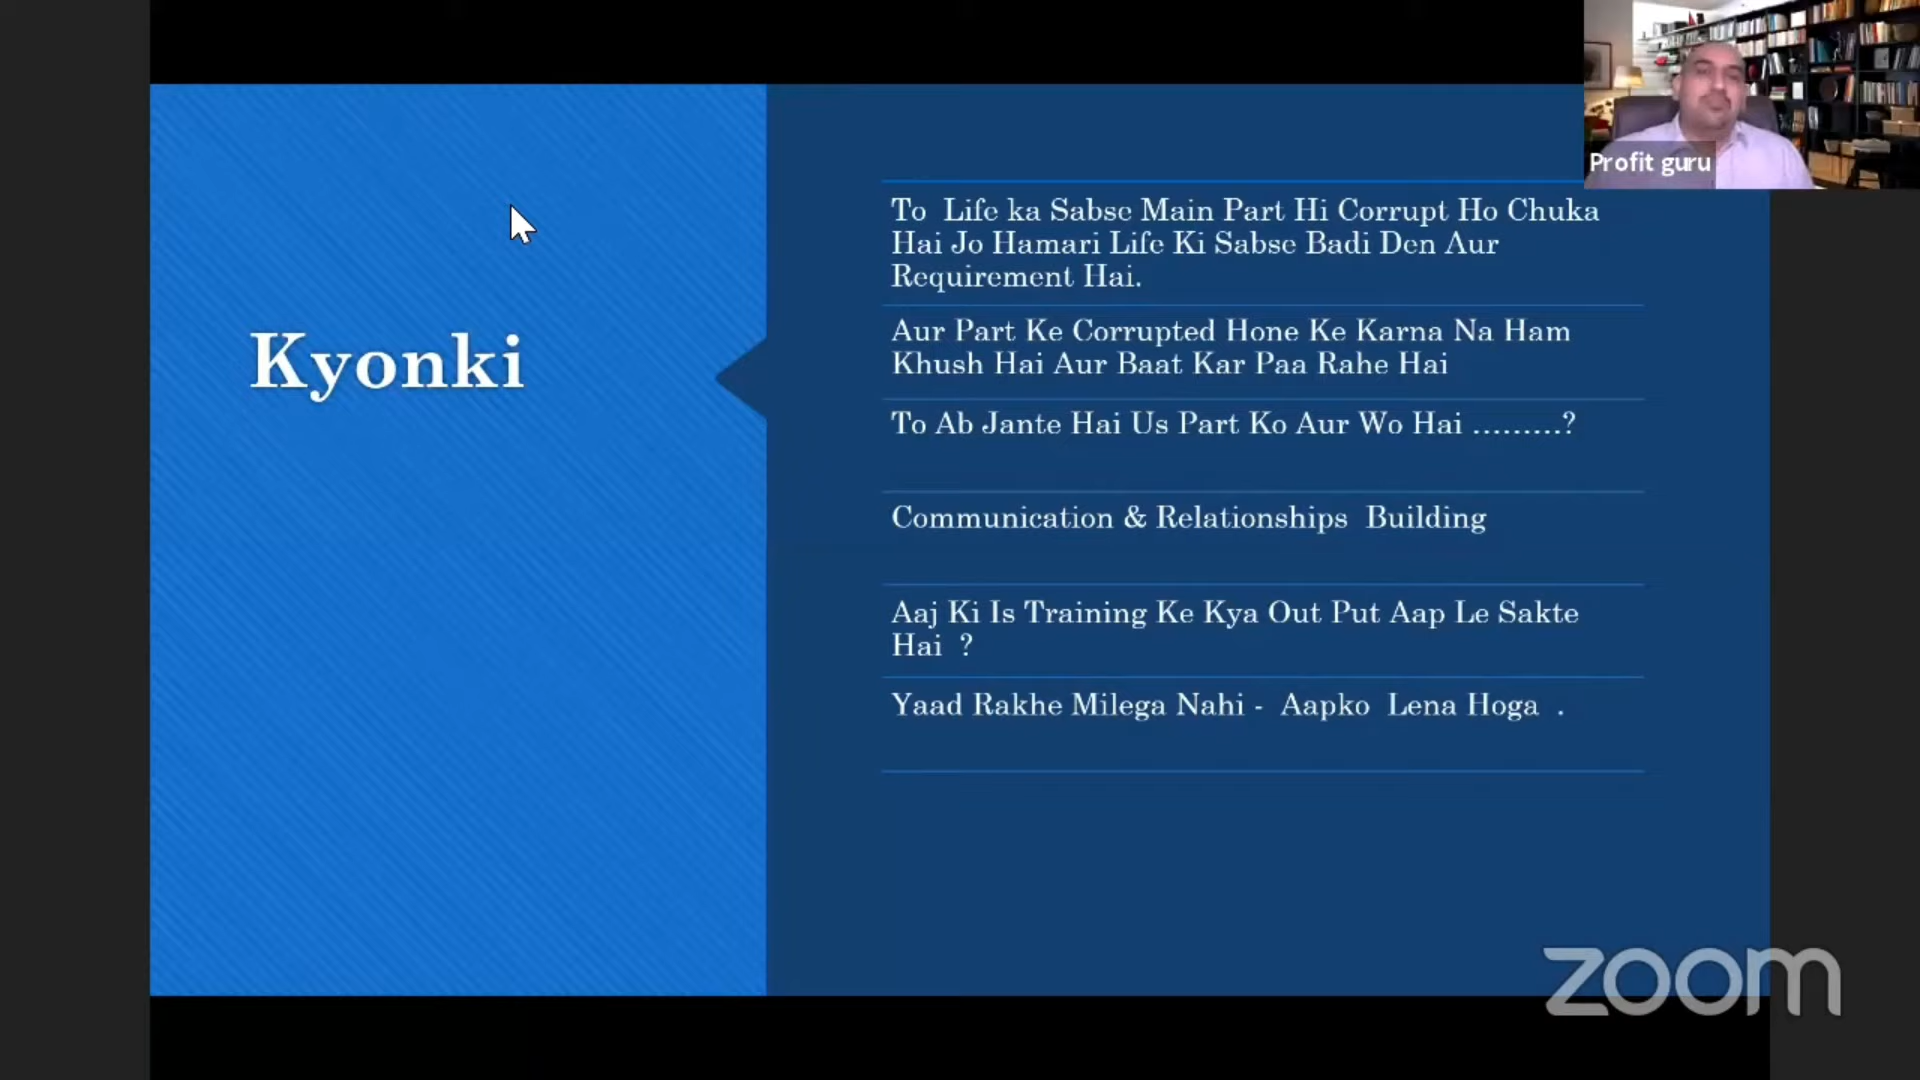 Profit guru
Kyonki
To Life ka Sabse Main Part Hi Corrupt Ho Chuka
Hai Jo Hamari Life Ki Sabse Badi Den Aur
Requirement Hai.
Aur Part Ke Corrupted Hone Ke Karna Na Ham
Khush Hai Aur Baat Kar Paa Rahe Hai
To Ab Jante Hai Us Part Ko Aur Wo Hai .........?
Communication & Relationships Building
Aaj Ki Is Training Ke Kya Out Put Aap Le Sakte
Hai ?
Yaad Rakhe Milega Nahi - Aapko Lena Hoga .
zoom